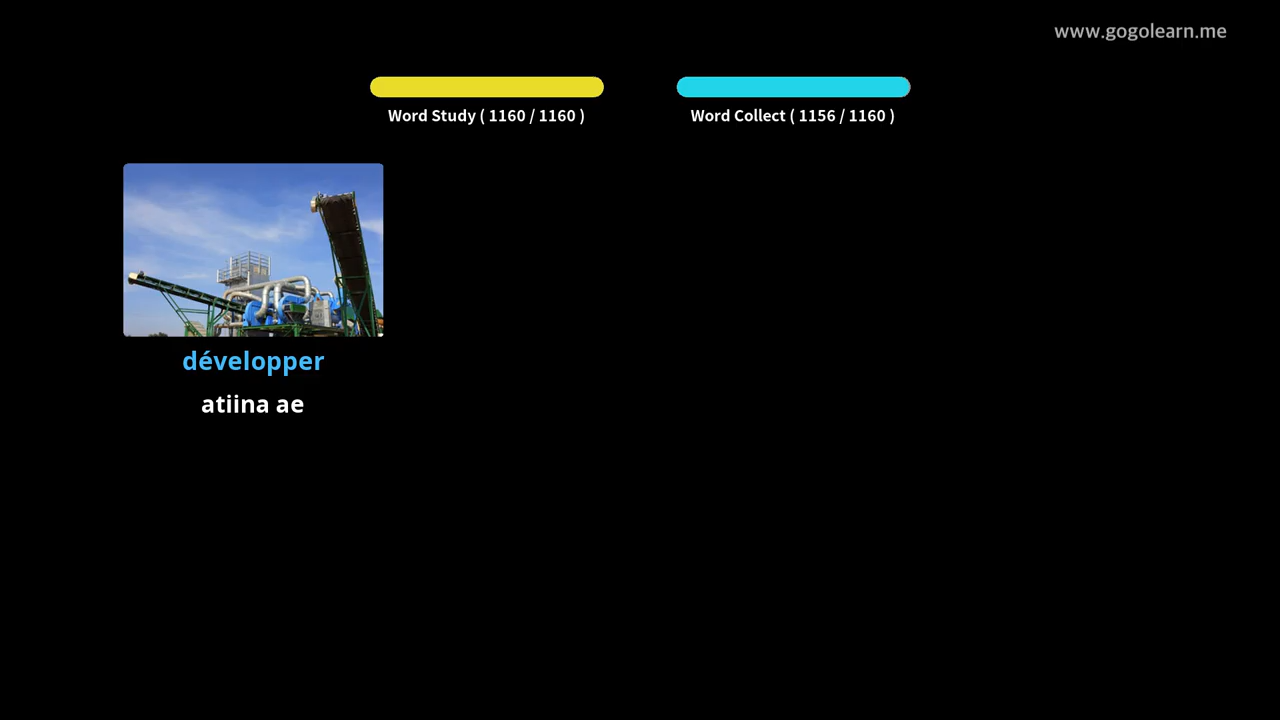 www.gogolearn.me
Word Study ( 1160 / 1160 )
Word Collect ( 1156 / 1160 )
développer
atiina ae